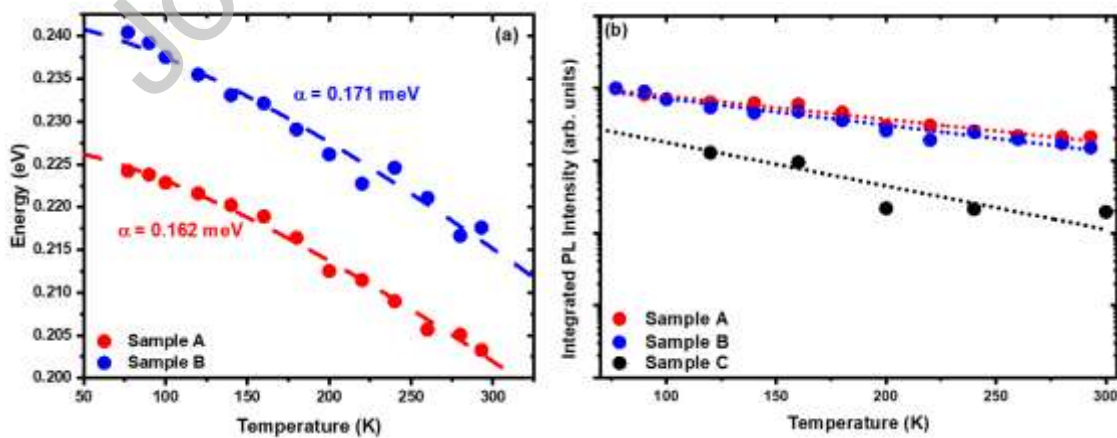 Jo
(a)
0.240
0.235
0.230
0.225
0.220
0.215
0.210
0.205
0.200
Energy (eV)
α = 0.171 meV
α = 0.162 meV
Sample A
Sample B
50 100 150 200 250 300
Temperature (K)
(b)
Integrated PL Intensity (arb. units)
Sample A
Sample B
Sample C
100 150 200 250 300
Temperature (K)